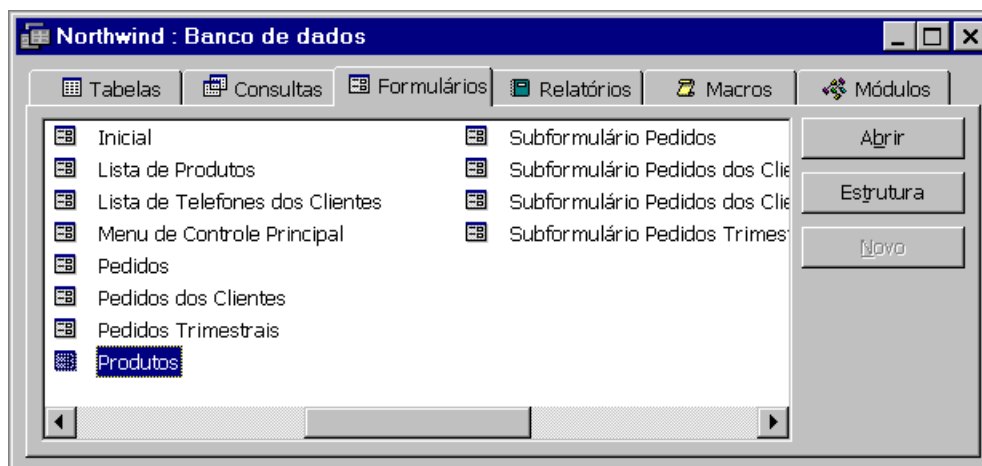 Northwind : Banco de dados
Tabelas Consultas Formulários Relatórios Macros Módulos
Inicial
Lista de Produtos
Lista de Telefones dos Clientes
Menu de Controle Principal
Pedidos
Pedidos dos Clientes
Pedidos Trimestrais
Produtos
Subformulário Pedidos
Subformulário Pedidos dos Clie
Subformulário Pedidos dos Clie
Subformulário Pedidos Trimes
Abrir
Estrutura
Novo